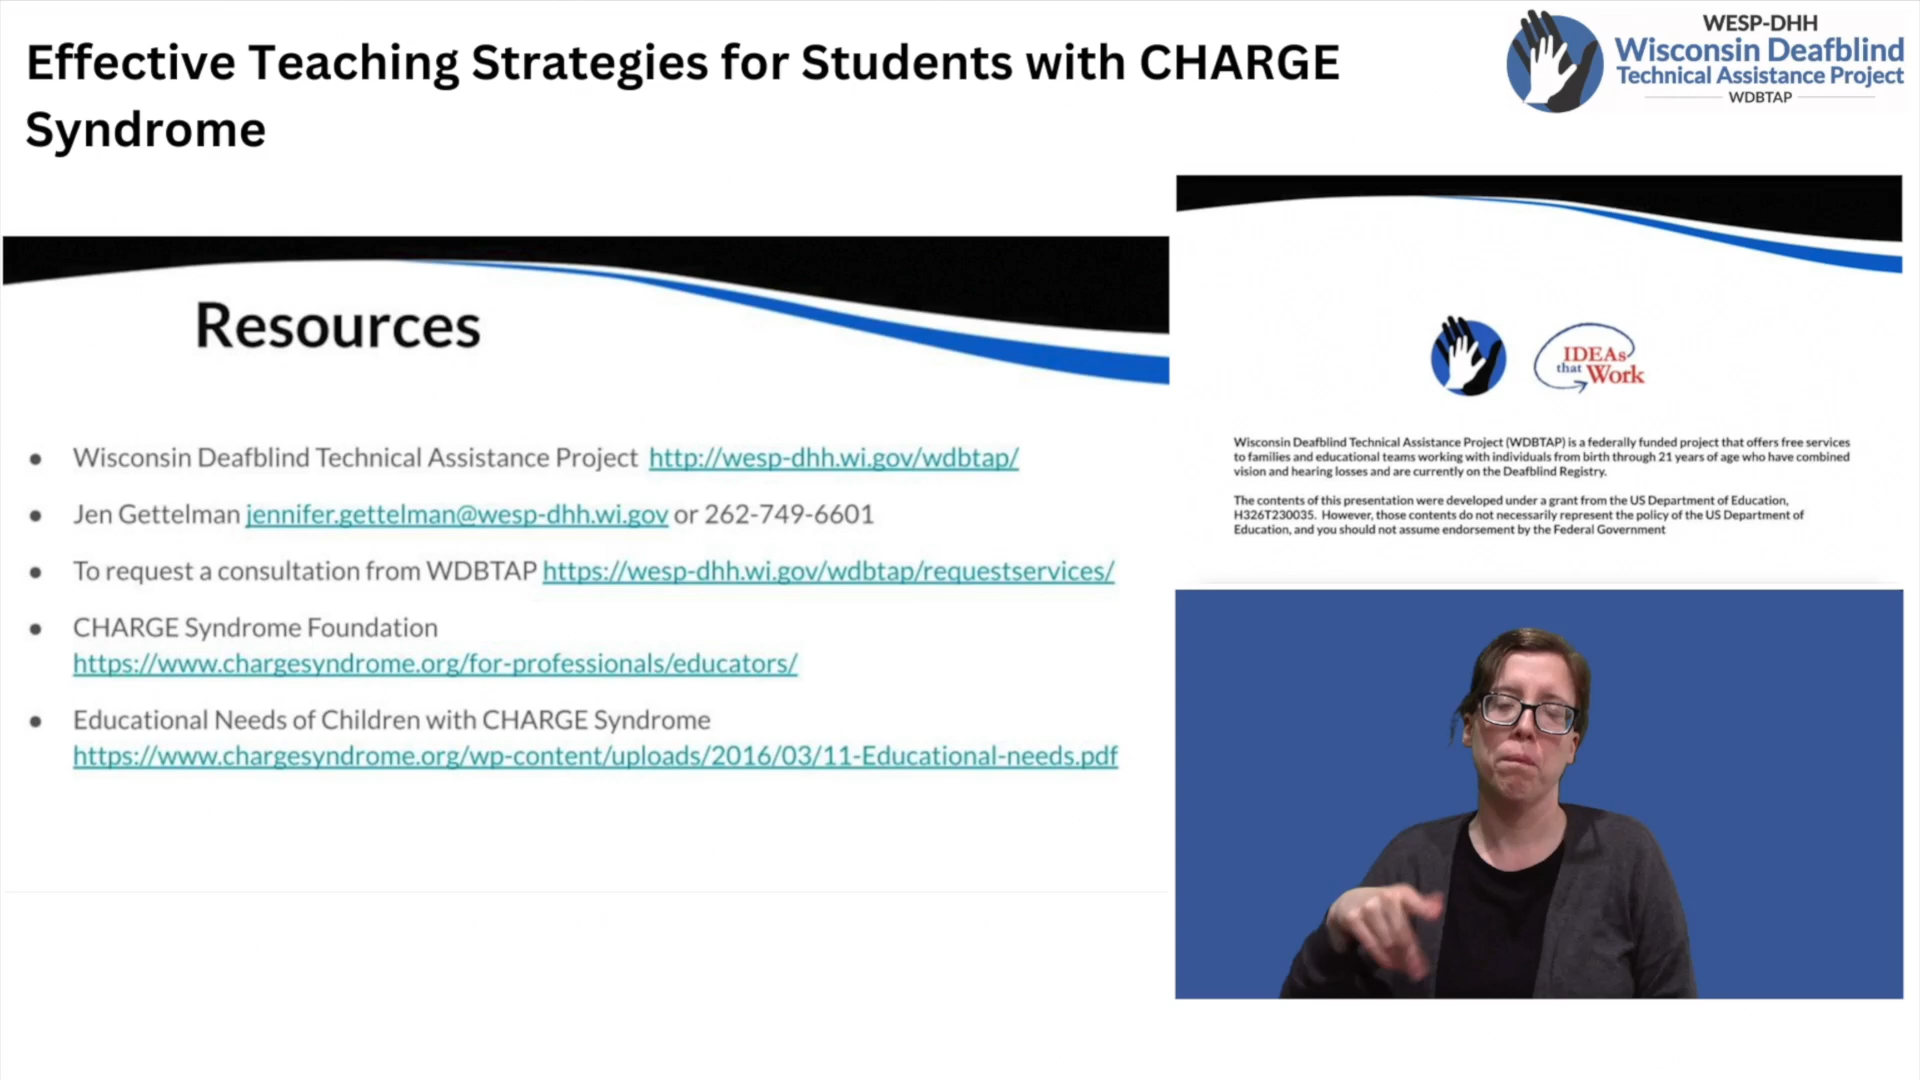 Effective Teaching Strategies for Students with CHARGE
Syndrome
WESP-DHH
Wisconsin Deafblind
Technical Assistance Project
WDBTAP
Resources
• Wisconsin Deafblind Technical Assistance Project http://wesp-dhh.wi.gov/wdbtap/
• Jen Gettelman jennifer.gettelman@wesp-dhh.wi.gov or 262-749-6601
• To request a consultation from WDBTAP https://wesp-dhh.wi.gov/wdbtap/requestservices/
• CHARGE Syndrome Foundation
https://www.chargesyndrome.org/for-professionals/educators/
• Educational Needs of Children with CHARGE Syndrome
https://www.chargesyndrome.org/wp-content/uploads/2016/03/11-Educational-needs.pdf
IDEAs
that Work
Wisconsin Deafblind Technical Assistance Project (WDBTAP) is a federally funded project that offers free services
to families and educational teams working with individuals from birth through 21 years of age who have combined
vision and hearing losses and are currently on the Deafblind Registry.
The contents of this presentation were developed under a grant from the US Department of Education,
H326T230035. However, those contents do not necessarily represent the policy of the US Department of
Education, and you should not assume endorsement by the Federal Government